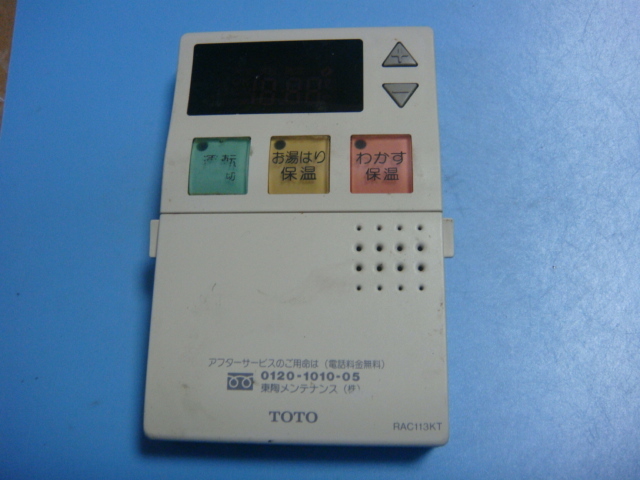 運転
お湯はり
保温
わかす
保温
アフターサービスのご用命は（電話料金無料）
0120-1010-05
東陶メンテナンス（株）
TOTO
RAC113KT